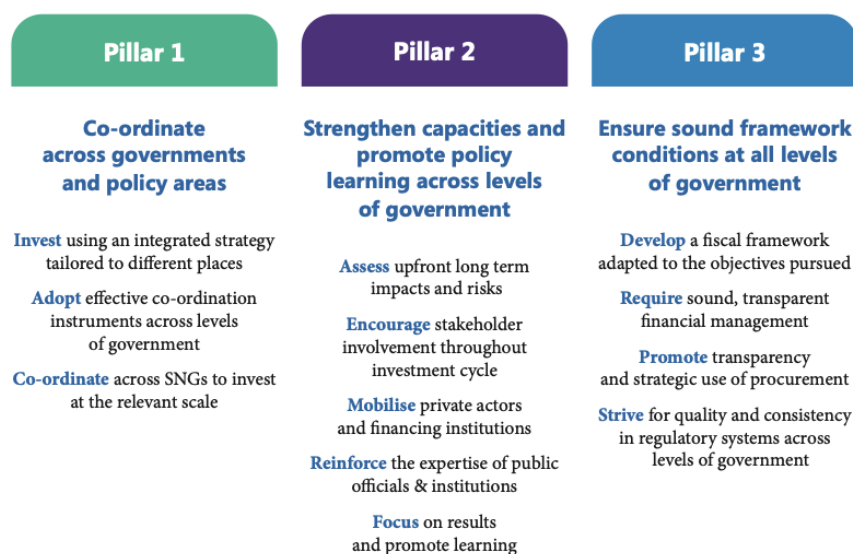 Pillar 1
Co-ordinate
across governments
and policy areas
Invest using an integrated strategy
tailored to different places
Adopt effective co-ordination
instruments across levels
of government
Co-ordinate across SNGs to invest
at the relevant scale
Pillar 2
Strengthen capacities and
promote policy
learning across levels
of government
Assess upfront long term
impacts and risks
Encourage stakeholder
involvement throughout
investment cycle
Mobilise private actors
and financing institutions
Reinforce the expertise of public
officials & institutions
Focus on results
and promote learning
Pillar 3
Ensure sound framework
conditions at all levels
of government
Develop a fiscal framework
adapted to the objectives pursued
Require sound, transparent
financial management
Promote transparency
and strategic use of procurement
Strive for quality and consistency
in regulatory systems across
levels of government